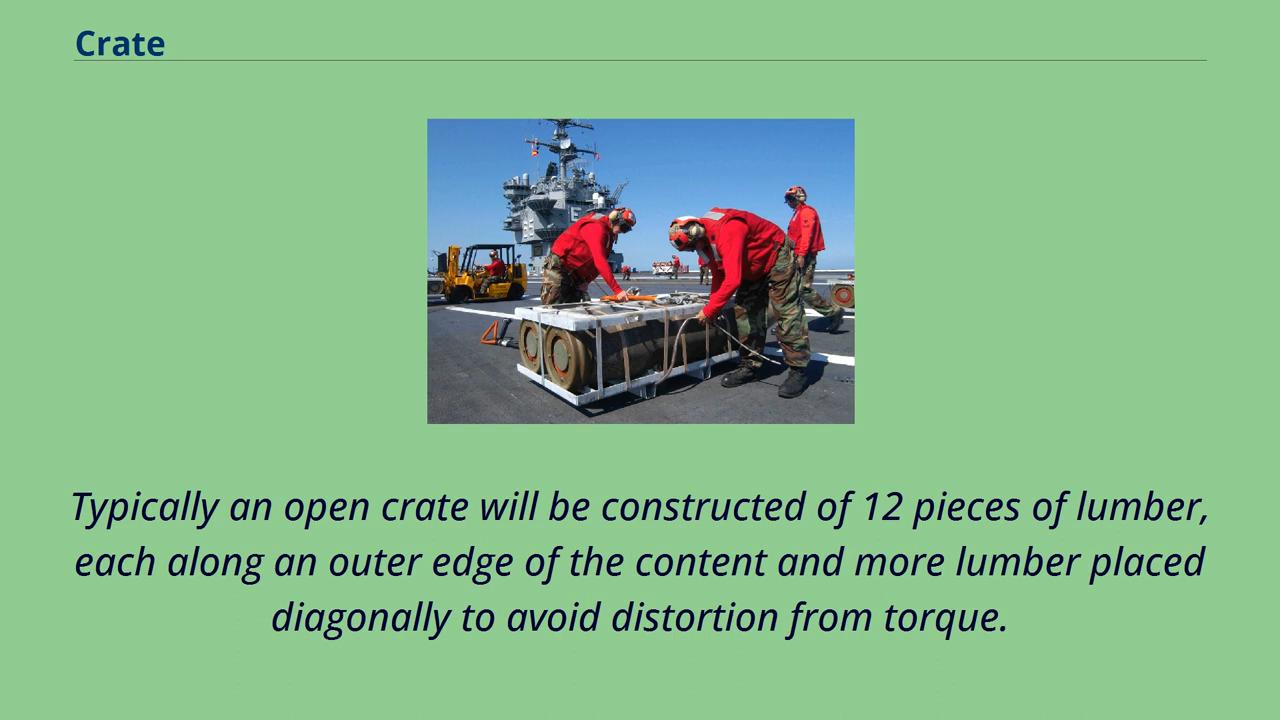 Crate
Typically an open crate will be constructed of 12 pieces of lumber,
each along an outer edge of the content and more lumber placed
diagonally to avoid distortion from torque.